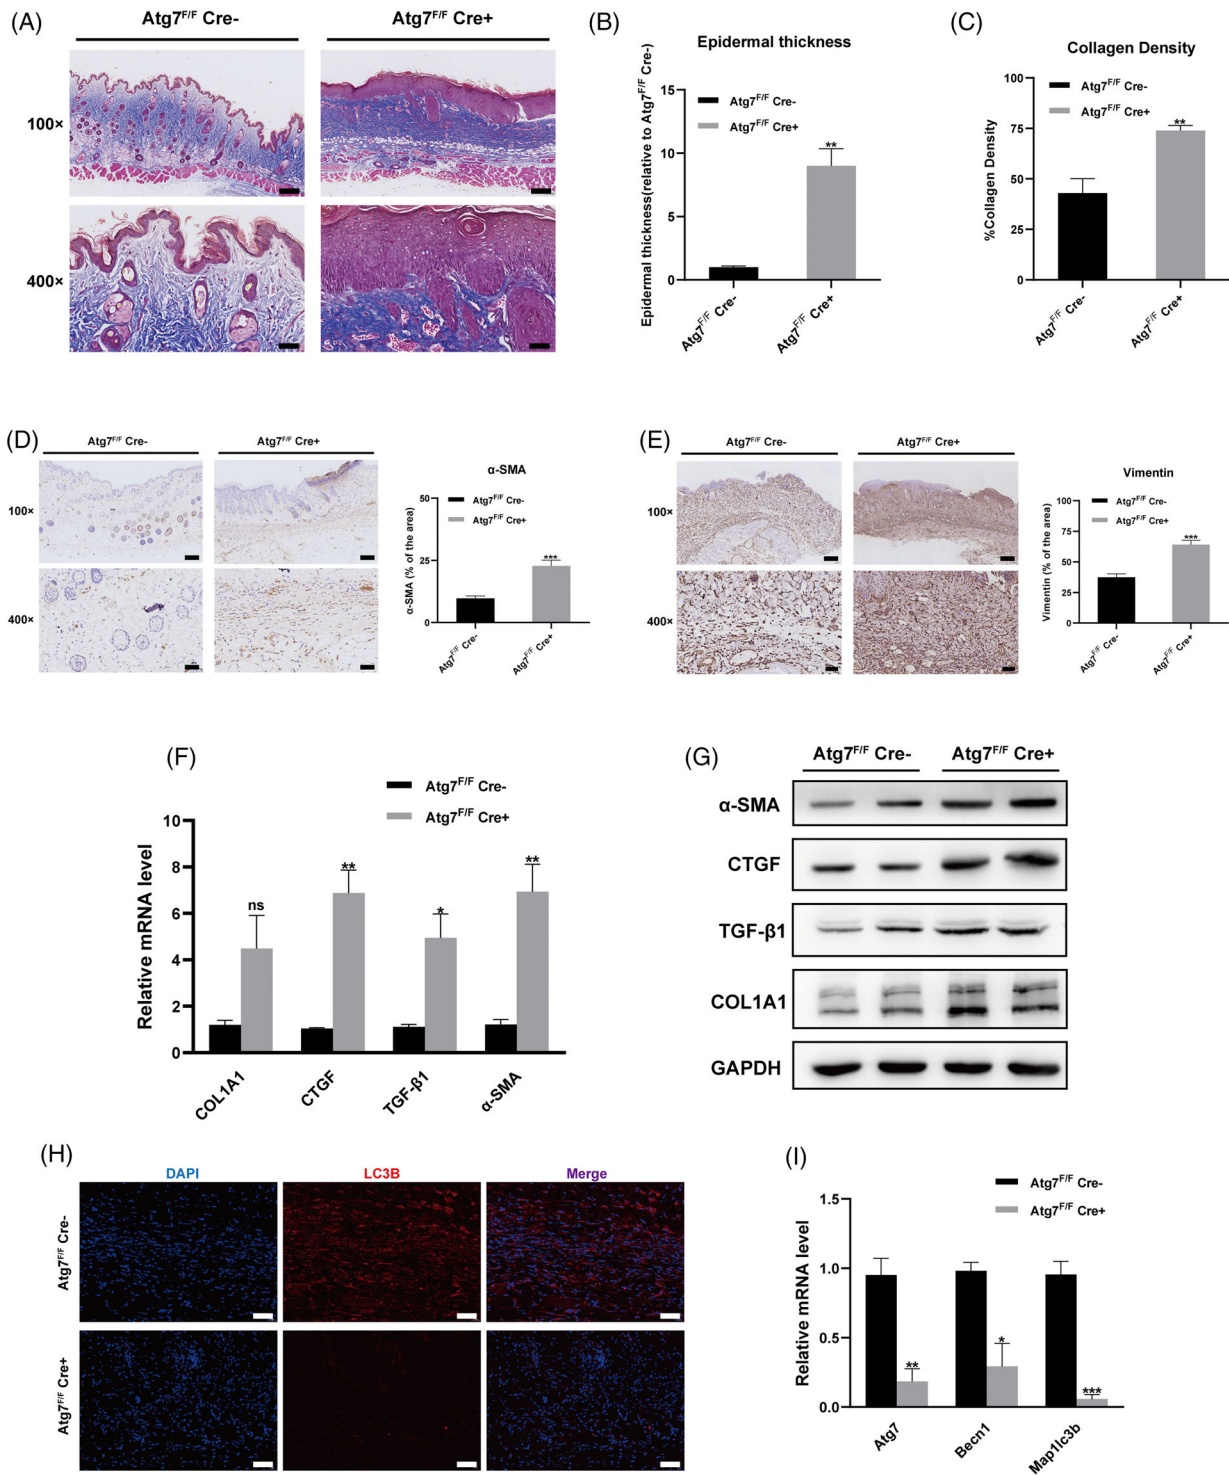 (A)
Atg7F/F Cre-
Atg7F/F Cre+
100×
400×
(B)
Epidermal thickness
Epidermal thickness(relative to Atg7F/F Cre-)
15
10
5
0
Atg7F/F Cre-
Atg7F/F Cre+
**
Atg7F/F Cre-
Atg7F/F Cre+
(C)
Collagen Density
%Collagen Density
100
75
50
25
0
Atg7F/F Cre-
Atg7F/F Cre+
**
Atg7F/F Cre-
Atg7F/F Cre+
(D)
Atg7F/F Cre-
Atg7F/F Cre+
100×
400×
α-SMA
α-SMA (% of the area)
50
25
0
Atg7F/F Cre-
Atg7F/F Cre+
***
Atg7F/F Cre-
Atg7F/F Cre+
(E)
Atg7F/F Cre-
Atg7F/F Cre+
100×
400×
Vimentin
Vimentin (% of the area)
100
75
50
25
0
Atg7F/F Cre-
Atg7F/F Cre+
***
Atg7F/F Cre-
Atg7F/F Cre+
(F)
Atg7F/F Cre-
Atg7F/F Cre+
Relative mRNA level
10
8
6
4
2
0
ns
**
*
**
COL1A1
CTGF
TGF-β1
α-SMA
(G)
Atg7F/F Cre-
Atg7F/F Cre+
α-SMA
CTGF
TGF-β1
COL1A1
GAPDH
(H)
DAPI
LC3B
Merge
Atg7F/F Cre-
Atg7F/F Cre+
(I)
Atg7F/F Cre-
Atg7F/F Cre+
Relative mRNA level
1.5
1.0
0.5
0.0
**
*
***
Atg7
Becn1
Map1lc3b